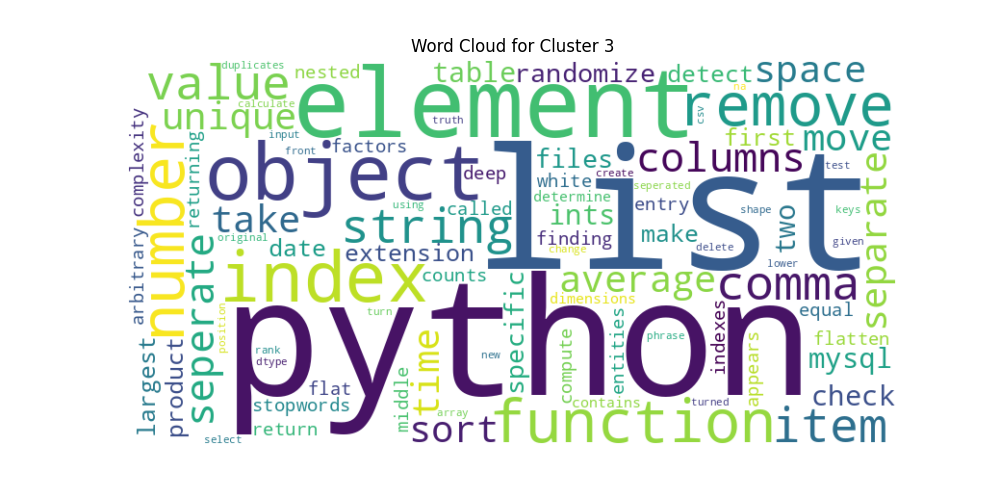 Word Cloud for Cluster 3
duplicates
value
nested
element
table
randomize
detect
space
na
calculate
unique
truth
csv
remove
first
move
complexity
number
returning
input
front
factors
object
deep
list
files
create
columns
test
white
seperated
determine
entry
shape
keys
separate
take
using
called
string
ints
finding
make
delete
two
given
original
date
extension
change
lower
arbitrary
seperate
index
counts
specific
average
comma
dimensions
equal
position
turn
python
time
new
compute
entities
phrase
indexes
appears
flatten
mysql
largest
product
rank
dtype
flat
stopwords
middle
array
contains
turned
check
select
return
sort
function
item